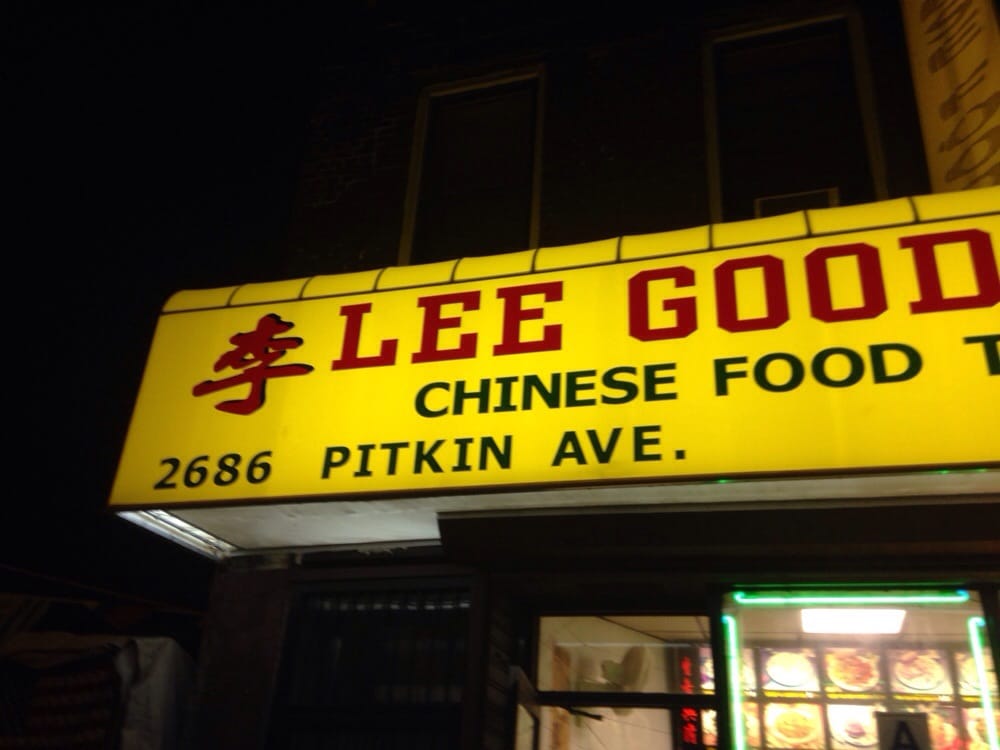 李 LEE GOOD
CHINESE FOOD T
2686 PITKIN AVE.
A